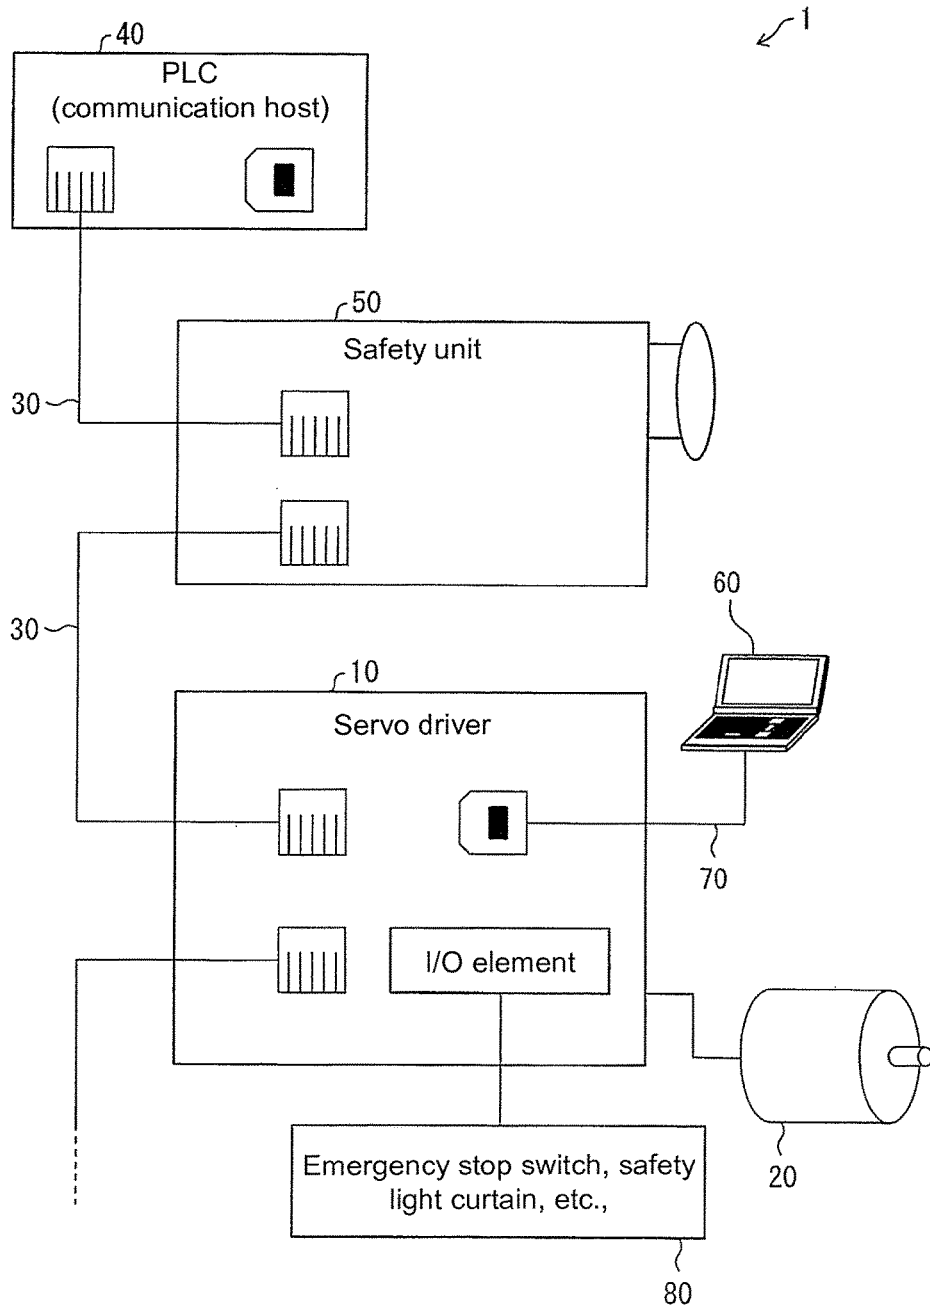 1
40
PLC
(communication host)
50
Safety unit
30
30
60
10
Servo driver
70
I/O element
20
Emergency stop switch, safety
light curtain, etc.,
80